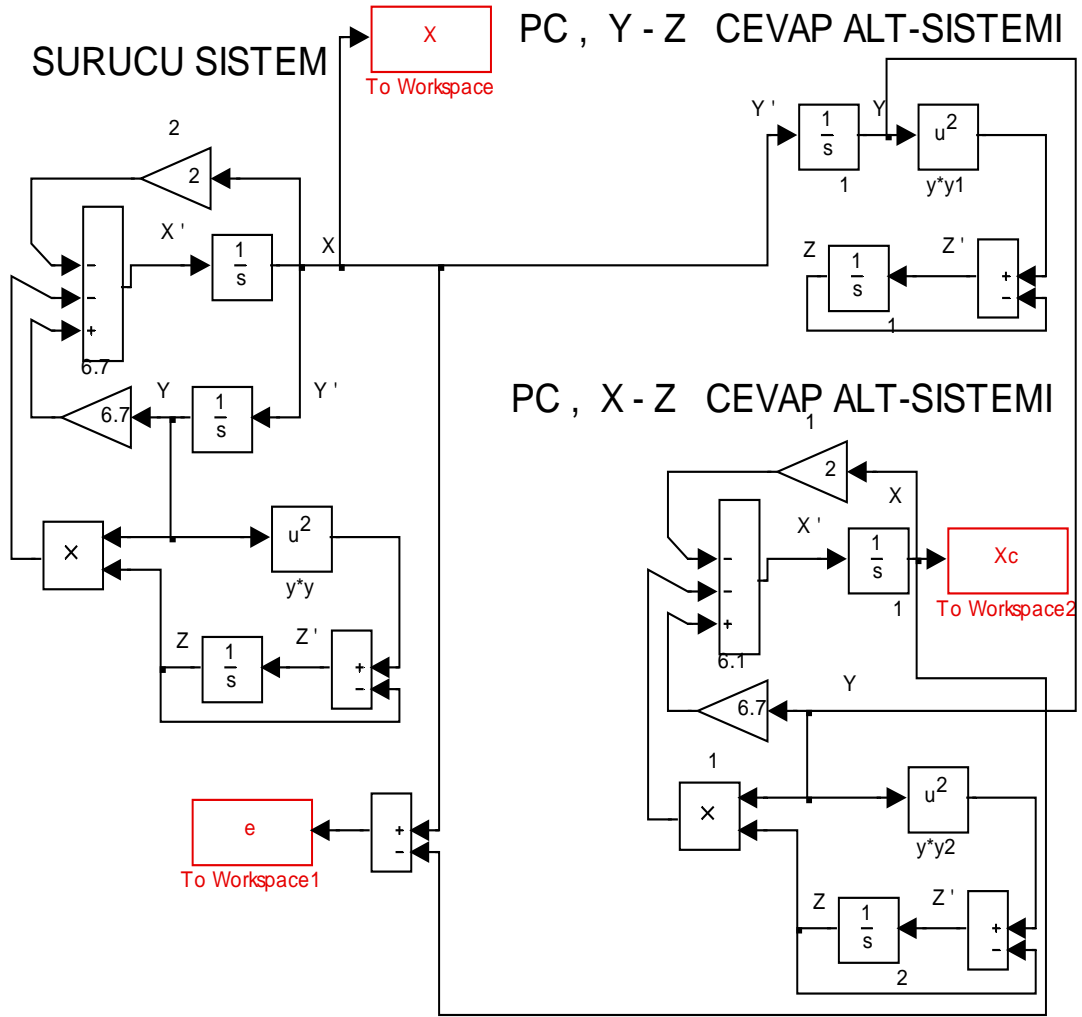 SURUCU SISTEM
X
To Workspace
PC , Y - Z CEVAP ALT-SISTEMI
2
2
X '
1
s
X
6.7
6.7
Y
1
s
Y '
×
u2
y*y
Z
1
s
Z '
e
To Workspace1
Y '
1
s
1
Y
u2
y*y1
Z
1
s
1
Z '
PC , X - Z CEVAP ALT-SISTEMI
1
2
X
X '
1
s
1
Xc
To Workspace2
6.1
6.7
Y
1
×
u2
y*y2
Z
1
s
2
Z '